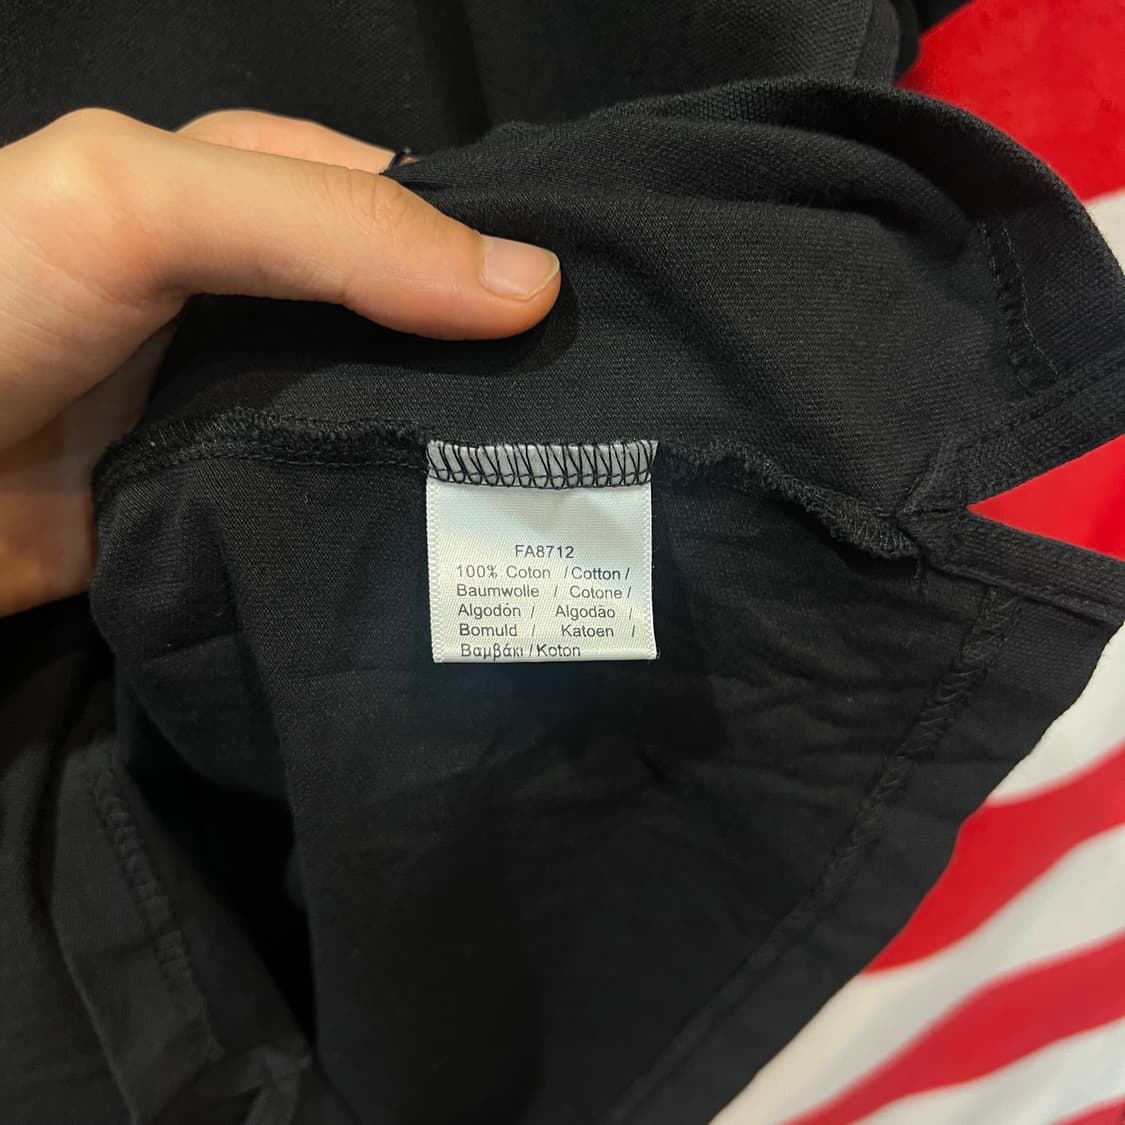 FA8712
100% Coton / Cotton /
Baumwolle / Cotone /
Algodón / Algodão /
Bomuld / Katoen /
Βαμβάκι / Koton